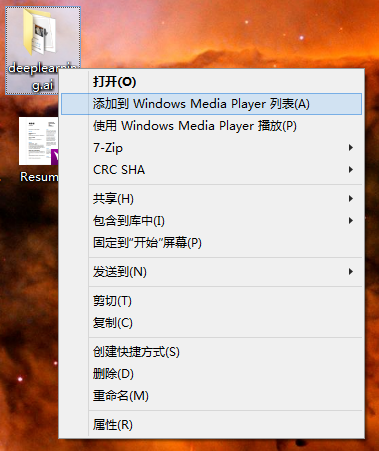 deeplearnin
g.ai
Resum
打开(O)
添加到 Windows Media Player 列表(A)
使用 Windows Media Player 播放(P)
7-Zip
CRC SHA
共享(H)
包含到库中(I)
固定到"开始"屏幕(P)
发送到(N)
剪切(T)
复制(C)
创建快捷方式(S)
删除(D)
重命名(M)
属性(R)